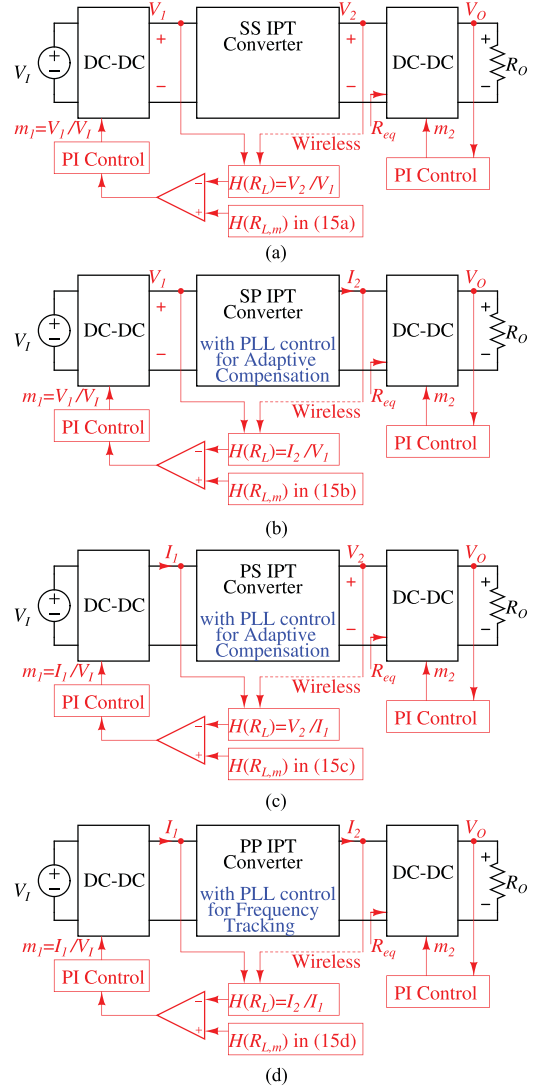 V1 V2 VO
SS IPT
Converter
DC-DC
DC-DC
+ + +
VI
RO
− − −
Req
m1=V1/VI
m2
Wireless
PI Control
PI Control
H(RL)=V2/V1
H(RL,m) in (15a)
(a)
V1 I2 VO
SP IPT
Converter
DC-DC
DC-DC
+ +
VI
RO
with PLL control
for Adaptive
Compensation
− −
m1=V1/VI
Wireless
Req
m2
PI Control
PI Control
H(RL)=I2/V1
H(RL,m) in (15b)
(b)
I1 V2 VO
PS IPT
Converter
DC-DC
DC-DC
+ +
VI
RO
with PLL control
for Adaptive
Compensation
− −
m1=I1/VI
Wireless
Req
m2
PI Control
PI Control
H(RL)=V2/I1
H(RL,m) in (15c)
(c)
I1 I2 VO
PP IPT
Converter
DC-DC
DC-DC
+
VI
RO
with PLL control
for Frequency
Tracking
−
m1=I1/VI
Wireless
Req
m2
PI Control
PI Control
H(RL)=I2/I1
H(RL,m) in (15d)
(d)